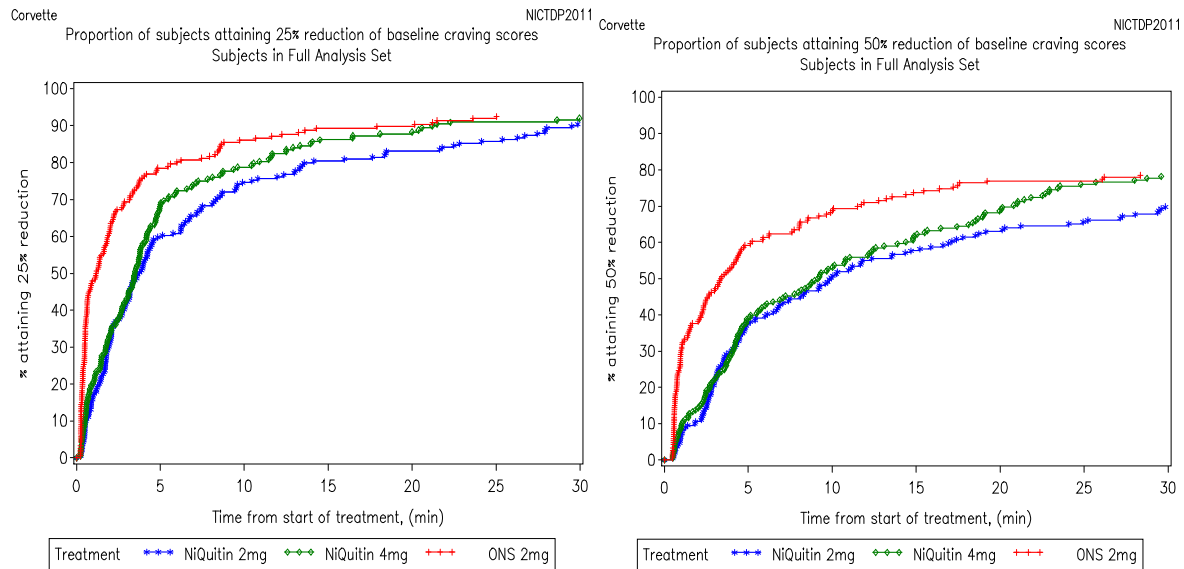 Corvette NICTDP2011
Proportion of subjects attaining 25% reduction of baseline craving scores
Subjects in Full Analysis Set
% attaining 25% reduction
100
90
80
70
60
50
40
30
20
10
0
0 5 10 15 20 25 30
Time from start of treatment, (min)
Treatment NiQuitin 2mg NiQuitin 4mg ONS 2mg
Corvette NICTDP2011
Proportion of subjects attaining 50% reduction of baseline craving scores
Subjects in Full Analysis Set
% attaining 50% reduction
100
90
80
70
60
50
40
30
20
10
0
0 5 10 15 20 25 30
Time from start of treatment, (min)
Treatment NiQuitin 2mg NiQuitin 4mg ONS 2mg